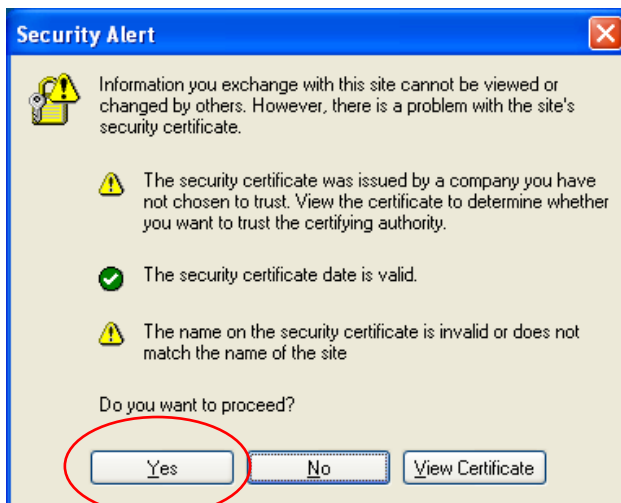 Security Alert
Information you exchange with this site cannot be viewed or
changed by others. However, there is a problem with the site's
security certificate.
The security certificate was issued by a company you have
not chosen to trust. View the certificate to determine whether
you want to trust the certifying authority.
The security certificate date is valid.
The name on the security certificate is invalid or does not
match the name of the site
Do you want to proceed?
Yes No View Certificate